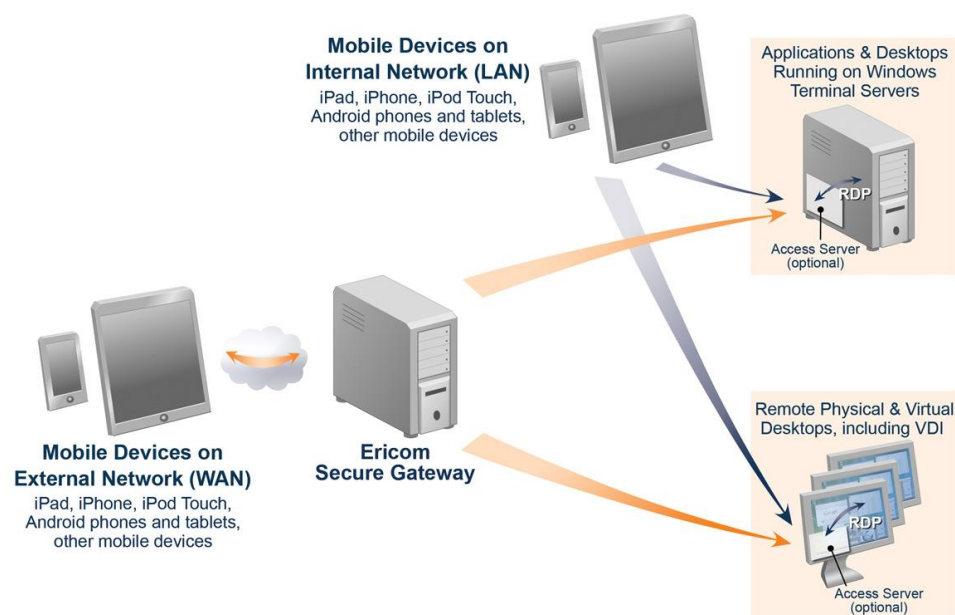 Mobile Devices on
Internal Network (LAN)
iPad, iPhone, iPod Touch,
Android phones and tablets,
other mobile devices
Applications & Desktops
Running on Windows
Terminal Servers
RDP
Access Server
(optional)
Mobile Devices on
External Network (WAN)
iPad, iPhone, iPod Touch,
Android phones and tablets,
other mobile devices
Ericom
Secure Gateway
Remote Physical & Virtual
Desktops, including VDI
RDP
Access Server
(optional)